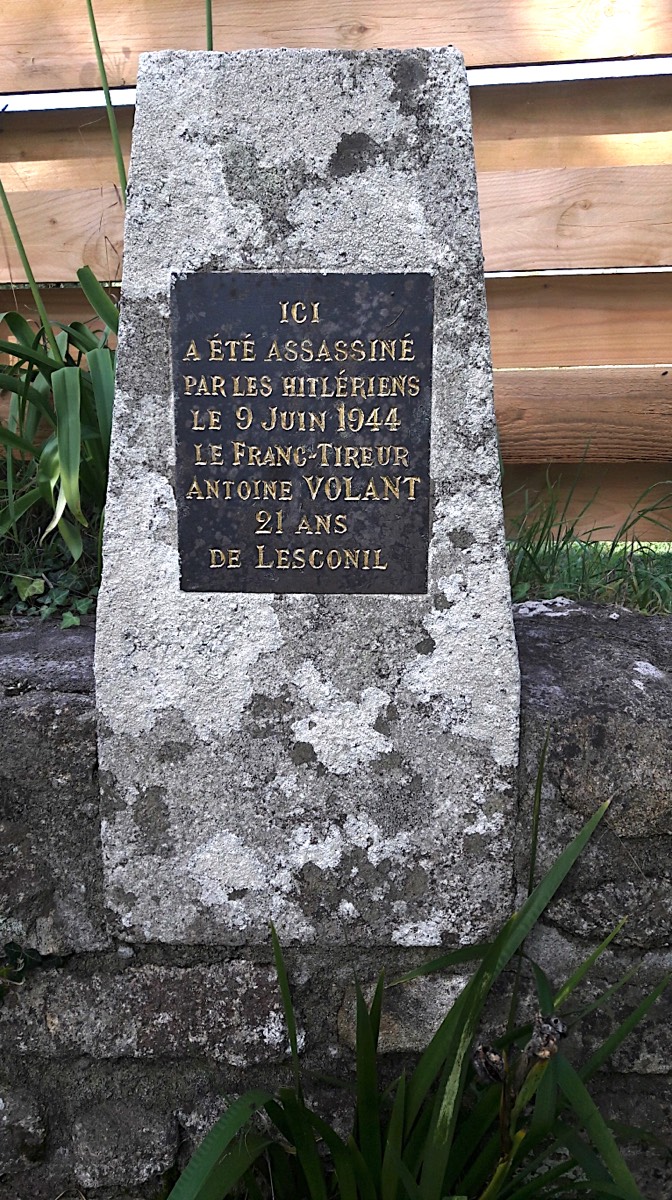 ICI
A ÉTÉ ASSASSINÉ
PAR LES HITLÉRIENS
LE 9 JUIN 1944
LE FRANC-TIREUR
ANTOINE VOLANT
21 ANS
DE LESCONIL